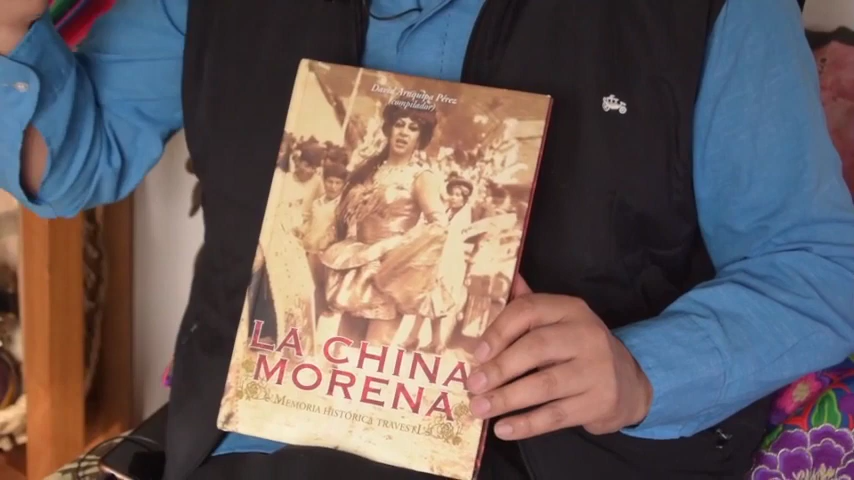 David Aruquipa Pérez
(compilador)
LA CHINA
MORENA
MEMORIA HISTÓRICA TRAVESTI